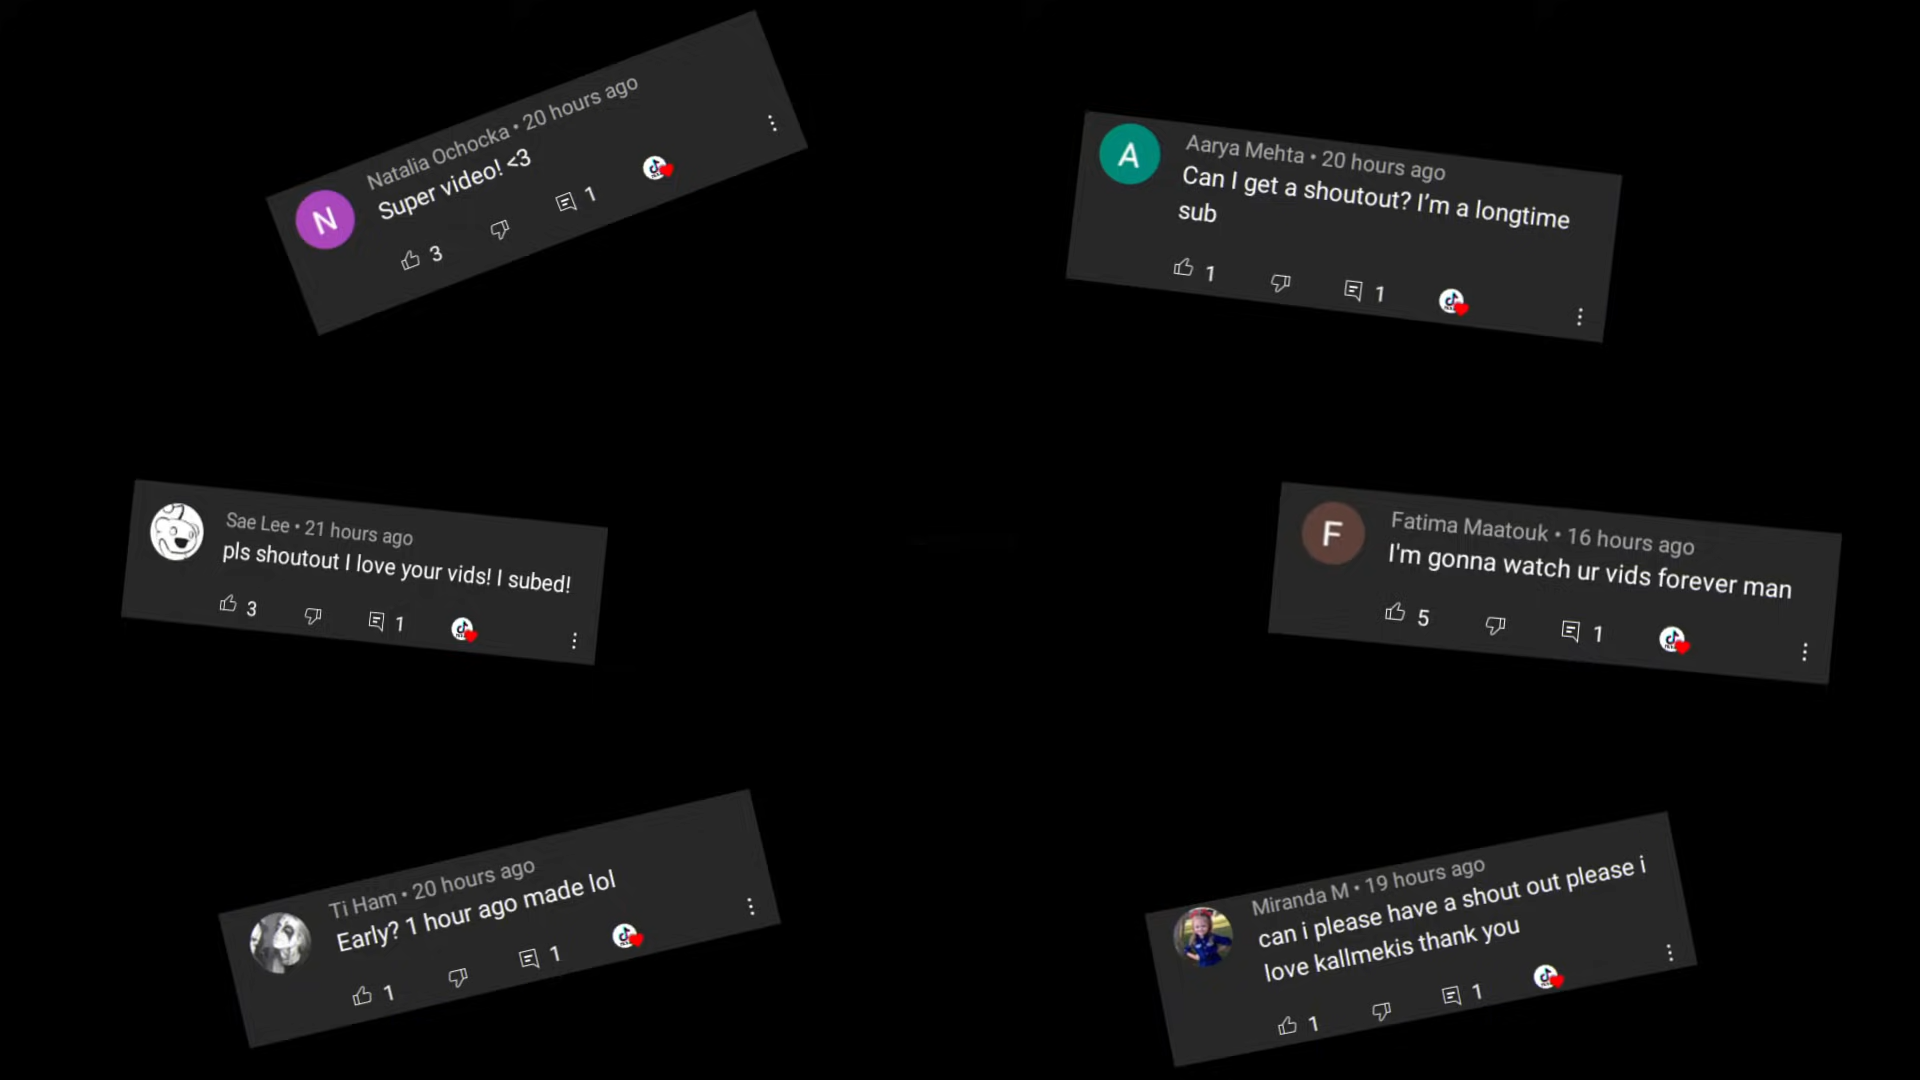 Natalia Ochocka • 20 hours ago
Super video! <3
3
1
N
Aarya Mehta • 20 hours ago
Can I get a shoutout? I’m a longtime
sub
1
1
A
Sae Lee • 21 hours ago
pls shoutout I love your vids! I subed!
3
1
Fatima Maatouk • 16 hours ago
I'm gonna watch ur vids forever man
5
1
F
Ti Ham • 20 hours ago
Early? 1 hour ago made lol
1
1
Miranda M • 19 hours ago
can i please have a shout out please i
love kallmekis thank you
1
1